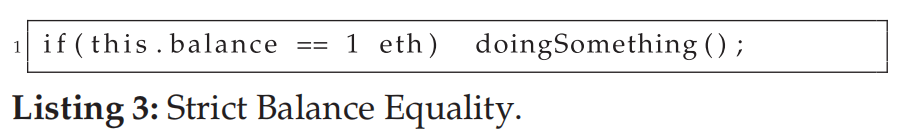 1 if(this.balance == 1 eth) doingSomething();
Listing 3: Strict Balance Equality.